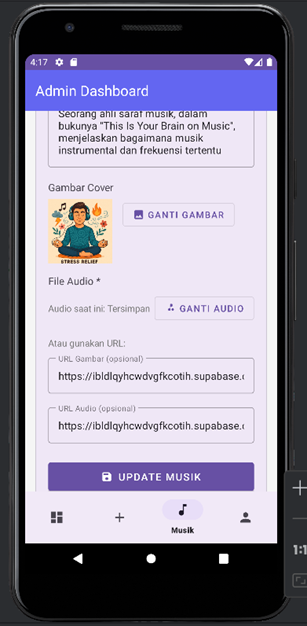 4:17
Admin Dashboard
Seorang ahli saraf musik, dalam
bukunya "This Is Your Brain on Music",
menjelaskan bagaimana musik
instrumental dan frekuensi tertentu
Gambar Cover
STRESS RELIEF
GANTI GAMBAR
File Audio *
Audio saat ini: Tersimpan
GANTI AUDIO
Atau gunakan URL:
URL Gambar (opsional)
https://ibldlqyhcwdvgfkcotih.supabase.c
URL Audio (opsional)
https://ibldlqyhcwdvgfkcotih.supabase.c
UPDATE MUSIK
Musik
1:1